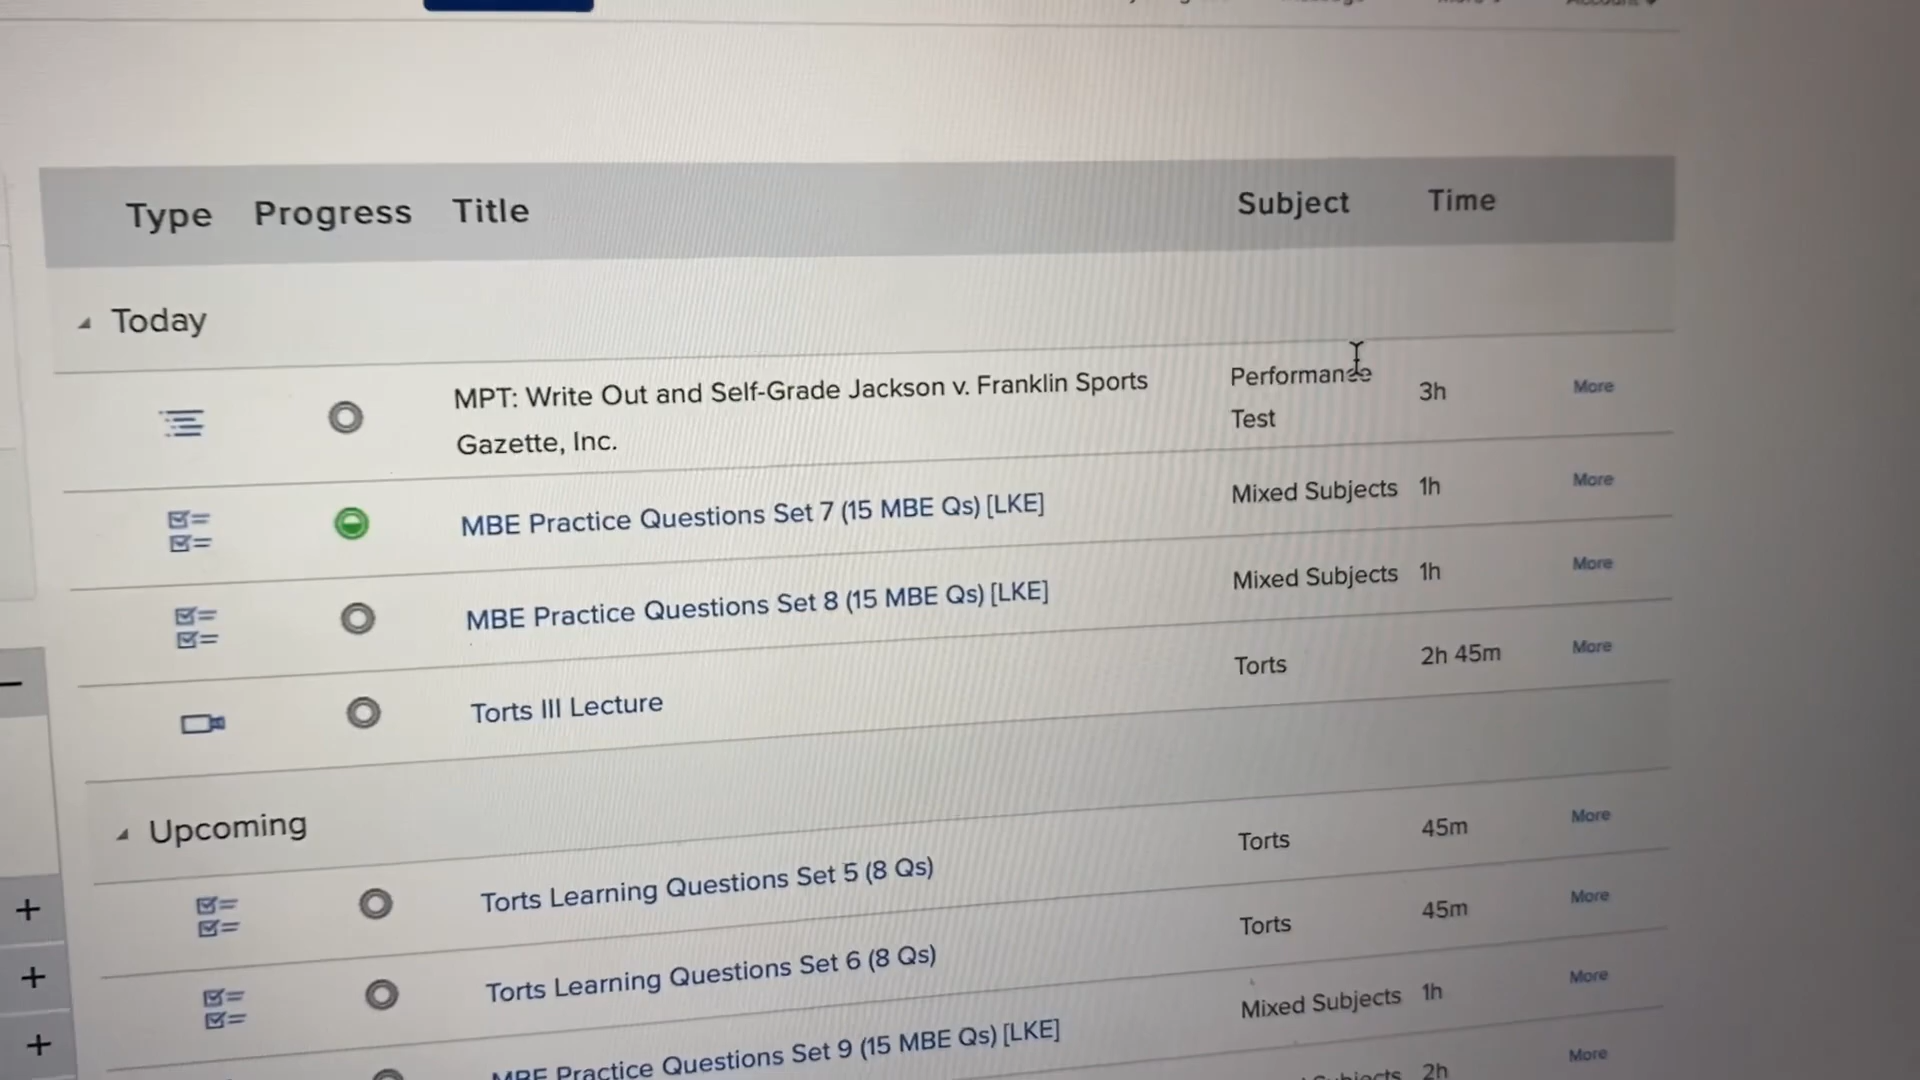 Type Progress Title Subject Time
Today
MPT: Write Out and Self-Grade Jackson v. Franklin Sports
Gazette, Inc.
Performance
Test
3h
More
MBE Practice Questions Set 7 (15 MBE Qs) [LKE] Mixed Subjects 1h More
MBE Practice Questions Set 8 (15 MBE Qs) [LKE] Mixed Subjects 1h More
Torts III Lecture Torts 2h 45m More
Upcoming
Torts Learning Questions Set 5 (8 Qs) Torts 45m More
+
Torts Learning Questions Set 6 (8 Qs) Torts 45m More
+
MBE Practice Questions Set 9 (15 MBE Qs) [LKE] Mixed Subjects 1h More
+
2h More